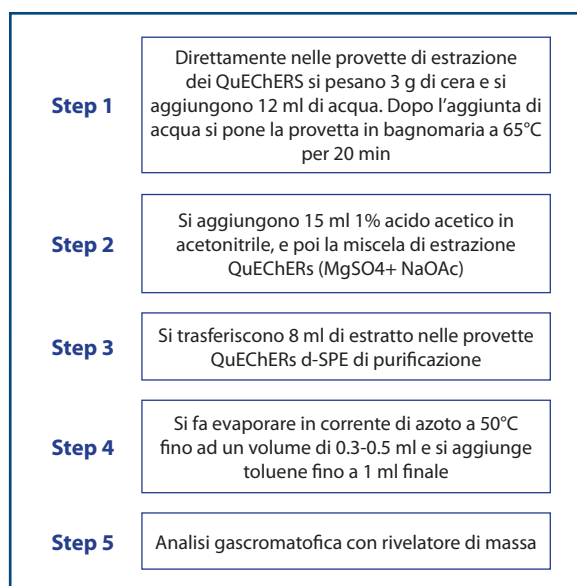 Step 1
Direttamente nelle provette di estrazione
dei QuEChERS si pesano 3 g di cera e si
aggiungono 12 ml di acqua. Dopo l'aggiunta di
acqua si pone la provetta in bagnomaria a 65°C
per 20 min
Step 2
Si aggiungono 15 ml 1% acido acetico in
acetonitrile, e poi la miscela di estrazione
QuEChERs (MgSO4+ NaOAc)
Step 3
Si trasferiscono 8 ml di estratto nelle provette
QuEChERs d-SPE di purificazione
Step 4
Si fa evaporare in corrente di azoto a 50°C
fino ad un volume di 0.3-0.5 ml e si aggiunge
toluene fino a 1 ml finale
Step 5
Analisi gascromatofica con rivelatore di massa